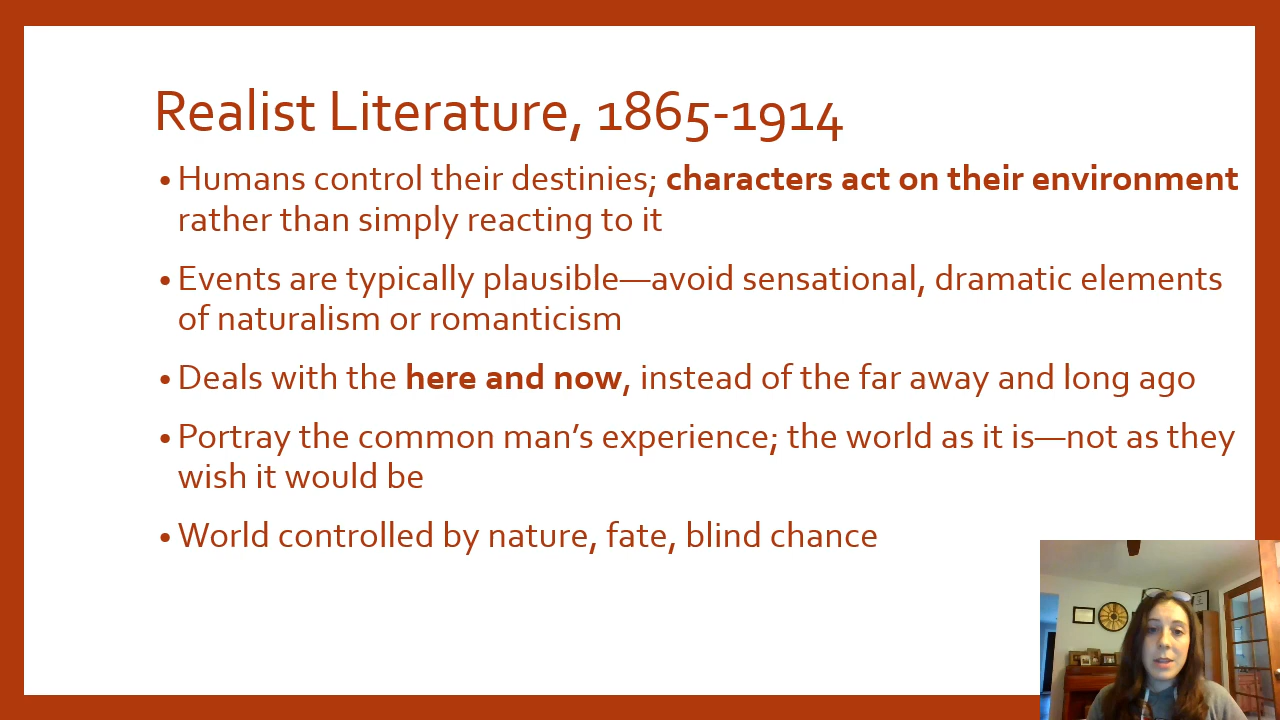 Realist Literature, 1865-1914
• Humans control their destinies; characters act on their environment
rather than simply reacting to it
• Events are typically plausible—avoid sensational, dramatic elements
of naturalism or romanticism
• Deals with the here and now, instead of the far away and long ago
• Portray the common man’s experience; the world as it is—not as they
wish it would be
• World controlled by nature, fate, blind chance